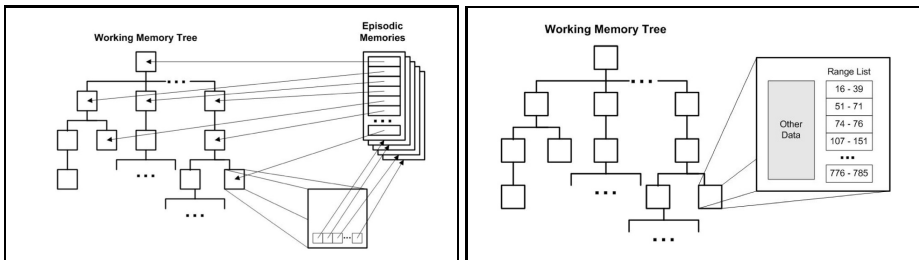 Episodic
Memories
Working Memory Tree
...
...
...
...
...
Working Memory Tree
...
Range List
16 - 39
51 - 71
74 - 76
107 - 151
...
776 - 785
Other
Data
...
...